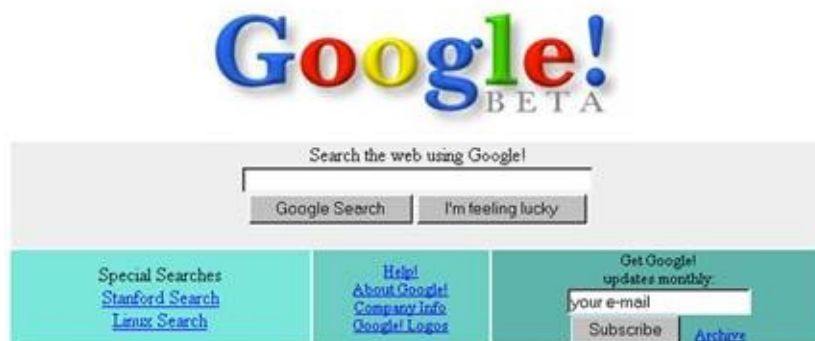 Google!
BETA
Search the web using Google!
Google Search I'm feeling lucky
Special Searches
Stanford Search
Linux Search
Help!
About Google!
Company Info
Google! Logos
Get Google!
updates monthly:
your e-mail
Subscribe Archive